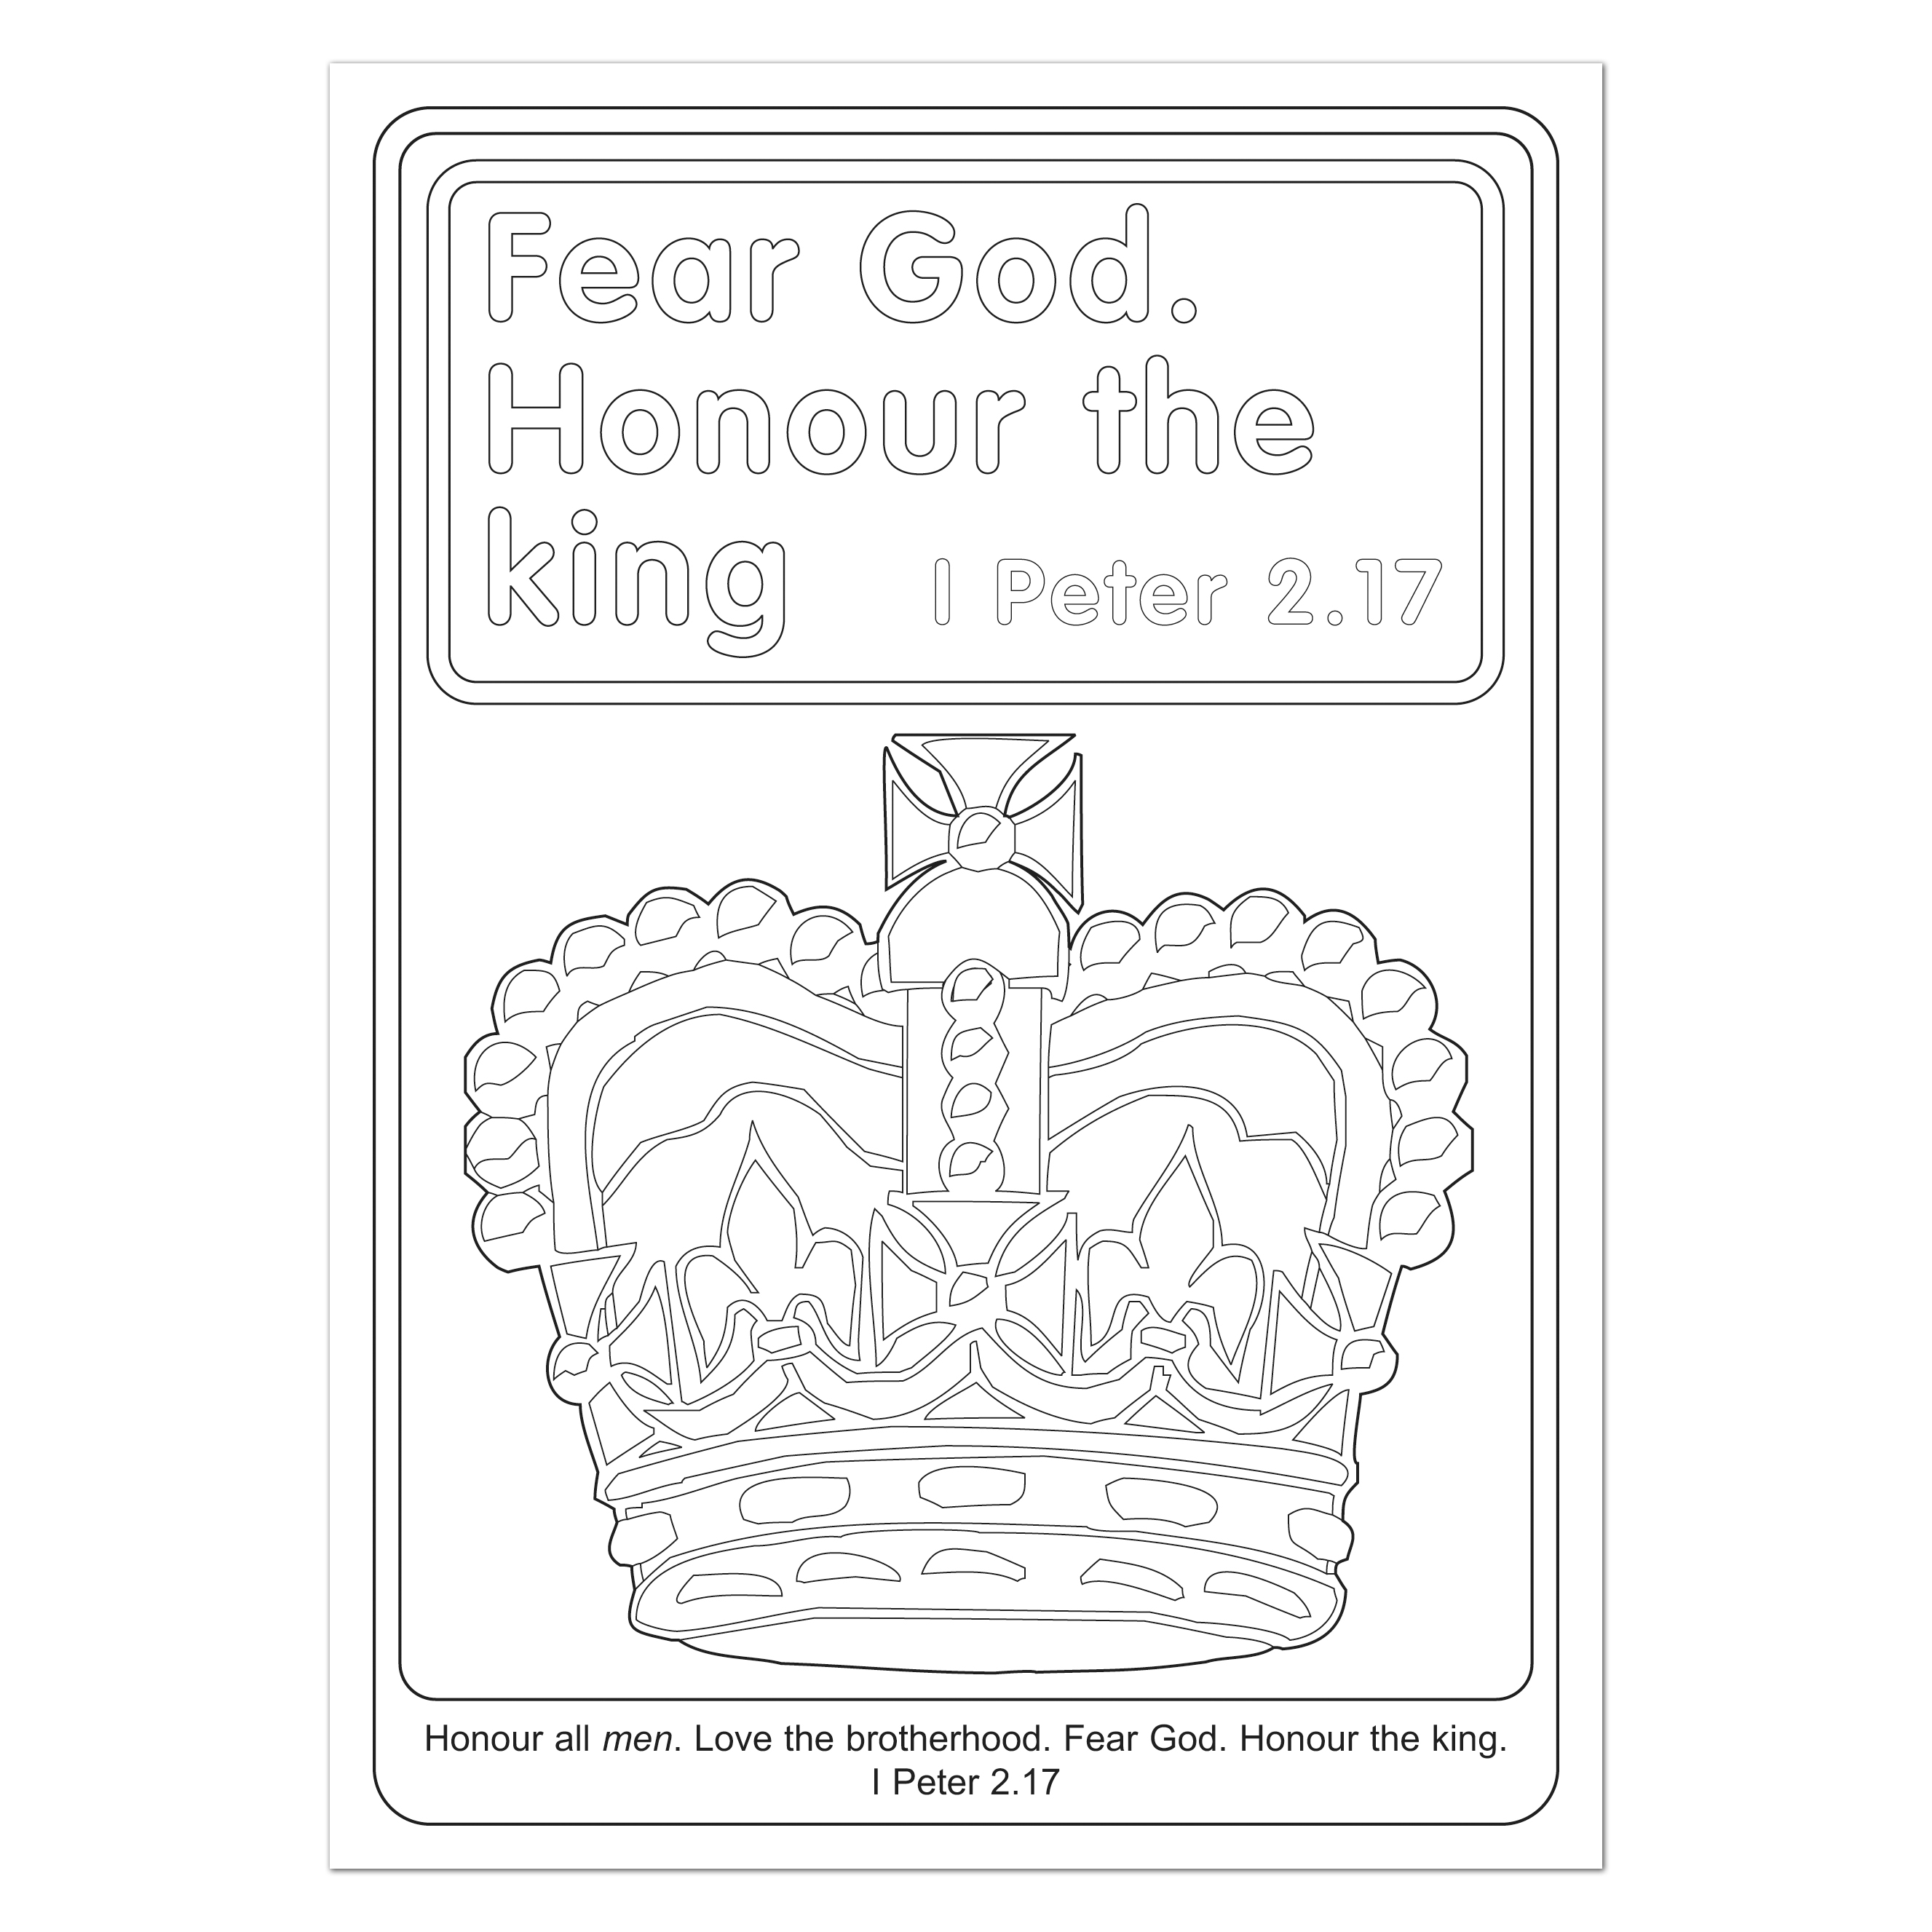 Fear God.
Honour the
king
I Peter 2.17
Honour all men. Love the brotherhood. Fear God. Honour the king.
I Peter 2.17